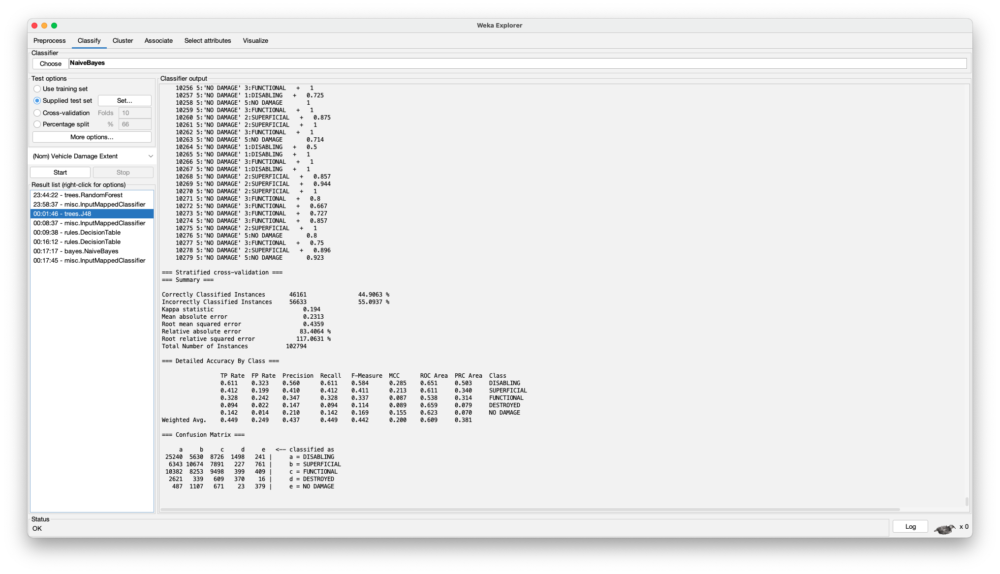 Weka Explorer
Preprocess Classify Cluster Associate Select attributes Visualize
Classifier
Choose NaiveBayes
Test options
Use training set
Supplied test set Set...
Cross-validation Folds 10
Percentage split % 66
More options...
(Nom) Vehicle Damage Extent
Start Stop
Result list (right-click for options)
23:44:22 - trees.RandomForest
23:58:37 - misc.InputMappedClassifier
00:01:46 - trees.J48
00:08:37 - misc.InputMappedClassifier
00:09:38 - rules.DecisionTable
00:16:12 - rules.DecisionTable
00:17:17 - bayes.NaiveBayes
00:17:45 - misc.InputMappedClassifier
Classifier output
10256 5:'NO DAMAGE' 3:FUNCTIONAL + 1
10257 5:'NO DAMAGE' 1:DISABLING + 0.725
10258 5:'NO DAMAGE' 5:NO DAMAGE 1
10259 5:'NO DAMAGE' 3:FUNCTIONAL + 1
10260 5:'NO DAMAGE' 2:SUPERFICIAL + 0.875
10261 5:'NO DAMAGE' 2:SUPERFICIAL + 1
10262 5:'NO DAMAGE' 3:FUNCTIONAL + 1
10263 5:'NO DAMAGE' 5:NO DAMAGE 0.714
10264 5:'NO DAMAGE' 1:DISABLING + 0.5
10265 5:'NO DAMAGE' 1:DISABLING + 1
10266 5:'NO DAMAGE' 3:FUNCTIONAL + 1
10267 5:'NO DAMAGE' 1:DISABLING + 1
10268 5:'NO DAMAGE' 2:SUPERFICIAL + 0.857
10269 5:'NO DAMAGE' 2:SUPERFICIAL + 0.944
10270 5:'NO DAMAGE' 2:SUPERFICIAL + 1
10271 5:'NO DAMAGE' 3:FUNCTIONAL + 0.8
10272 5:'NO DAMAGE' 3:FUNCTIONAL + 0.667
10273 5:'NO DAMAGE' 3:FUNCTIONAL + 0.727
10274 5:'NO DAMAGE' 3:FUNCTIONAL + 0.857
10275 5:'NO DAMAGE' 2:SUPERFICIAL + 1
10276 5:'NO DAMAGE' 5:NO DAMAGE 0.8
10277 5:'NO DAMAGE' 3:FUNCTIONAL + 0.75
10278 5:'NO DAMAGE' 2:SUPERFICIAL + 0.896
10279 5:'NO DAMAGE' 5:NO DAMAGE 0.923
=== Stratified cross-validation ===
=== Summary ===
Correctly Classified Instances 46161 44.9063 %
Incorrectly Classified Instances 56633 55.0937 %
Kappa statistic 0.194
Mean absolute error 0.2313
Root mean squared error 0.4359
Relative absolute error 83.4064 %
Root relative squared error 117.0631 %
Total Number of Instances 102794
=== Detailed Accuracy By Class ===
TP Rate FP Rate Precision Recall F-Measure MCC ROC Area PRC Area Class
0.611 0.323 0.560 0.611 0.584 0.285 0.651 0.503 DISABLING
0.412 0.199 0.410 0.412 0.411 0.213 0.611 0.340 SUPERFICIAL
0.328 0.242 0.347 0.328 0.337 0.087 0.538 0.314 FUNCTIONAL
0.094 0.022 0.147 0.094 0.114 0.089 0.659 0.079 DESTROYED
0.142 0.014 0.210 0.142 0.169 0.155 0.623 0.070 NO DAMAGE
Weighted Avg. 0.449 0.249 0.437 0.449 0.442 0.200 0.609 0.381
=== Confusion Matrix ===
a b c d e <-- classified as
25240 5630 8726 1498 241 | a = DISABLING
6343 10674 7891 227 761 | b = SUPERFICIAL
10382 8253 9498 399 409 | c = FUNCTIONAL
2621 339 609 370 16 | d = DESTROYED
487 1107 671 23 379 | e = NO DAMAGE
Status
OK
Log x 0